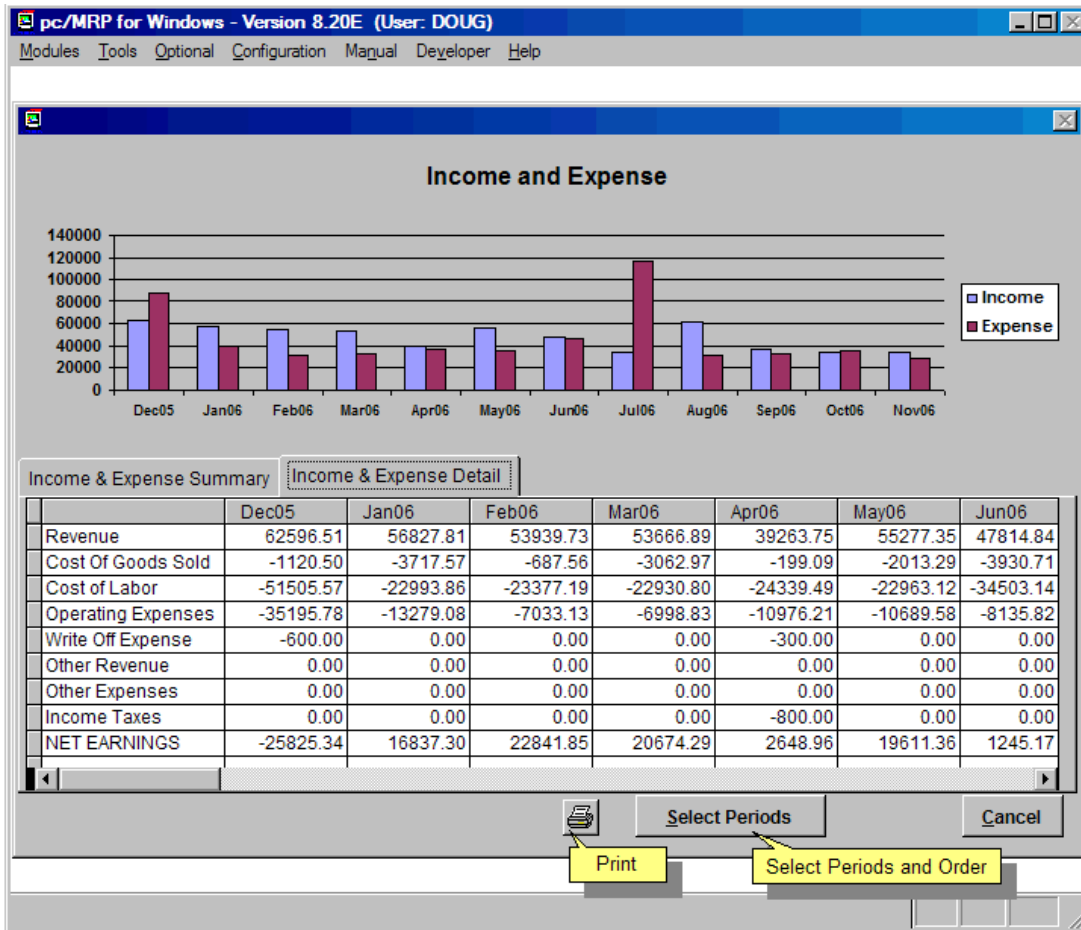 pc/MRP for Windows - Version 8.20E (User: DOUG)
Modules Tools Optional Configuration Manual Developer Help
Income and Expense
140000
120000
100000
80000
60000
40000
20000
0
Dec05 Jan06 Feb06 Mar06 Apr06 May06 Jun06 Jul06 Aug06 Sep06 Oct06 Nov06
Income
Expense
Income & Expense Summary Income & Expense Detail
Dec05 Jan06 Feb06 Mar06 Apr06 May06 Jun06
Revenue 62596.51 56827.81 53939.73 53666.89 39263.75 55277.35 47814.84
Cost Of Goods Sold -1120.50 -3717.57 -687.56 -3062.97 -199.09 -2013.29 -3930.71
Cost of Labor -51505.57 -22993.86 -23377.19 -22930.80 -24339.49 -22963.12 -34503.14
Operating Expenses -35195.78 -13279.08 -7033.13 -6998.83 -10976.21 -10689.58 -8135.82
Write Off Expense -600.00 0.00 0.00 0.00 -300.00 0.00 0.00
Other Revenue 0.00 0.00 0.00 0.00 0.00 0.00 0.00
Other Expenses 0.00 0.00 0.00 0.00 0.00 0.00 0.00
Income Taxes 0.00 0.00 0.00 0.00 -800.00 0.00 0.00
NET EARNINGS -25825.34 16837.30 22841.85 20674.29 2648.96 19611.36 1245.17
Select Periods Cancel
Print
Select Periods and Order